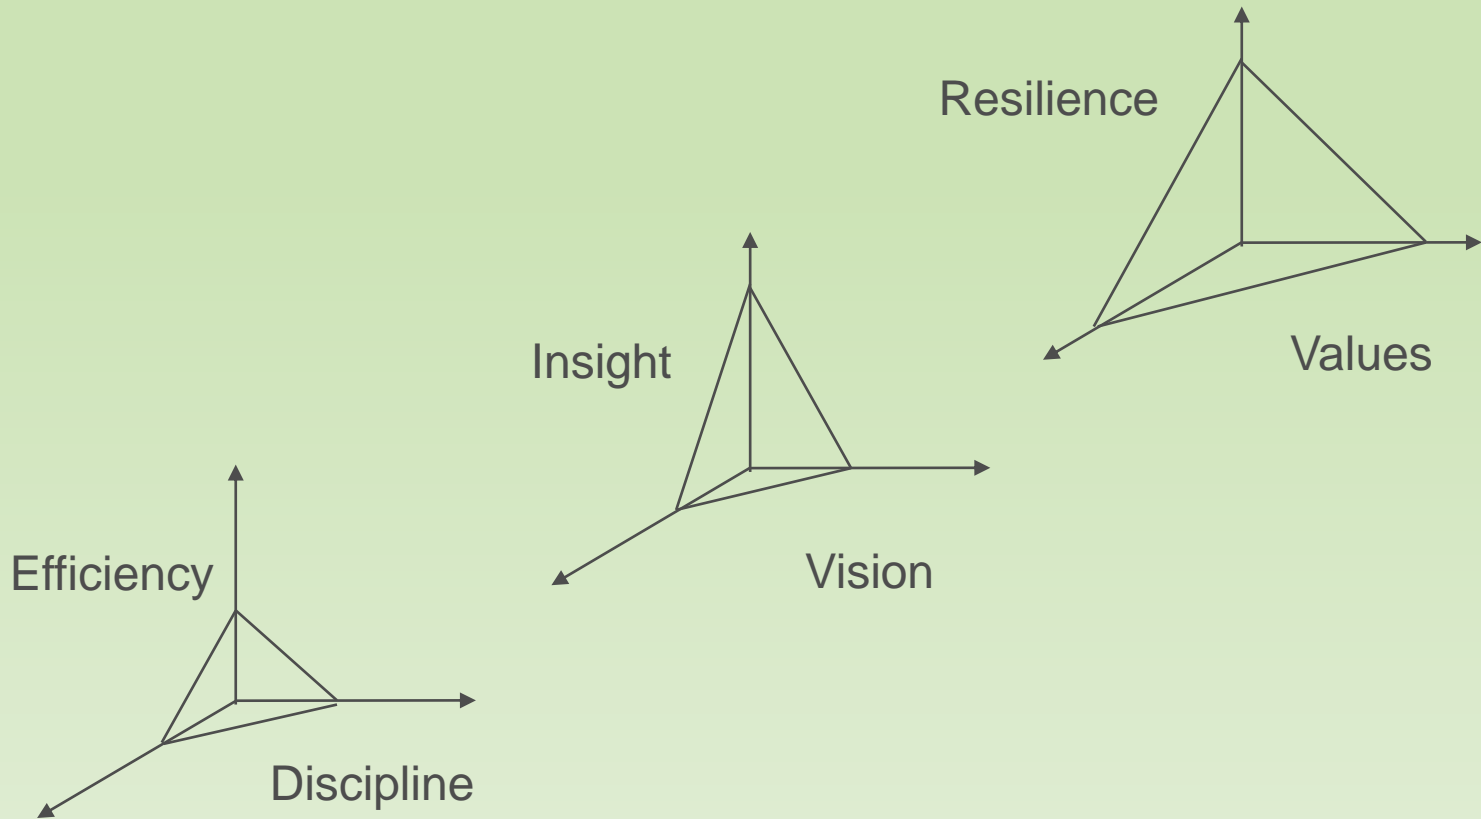 Resilience
Values
Insight
Vision
Efficiency
Discipline